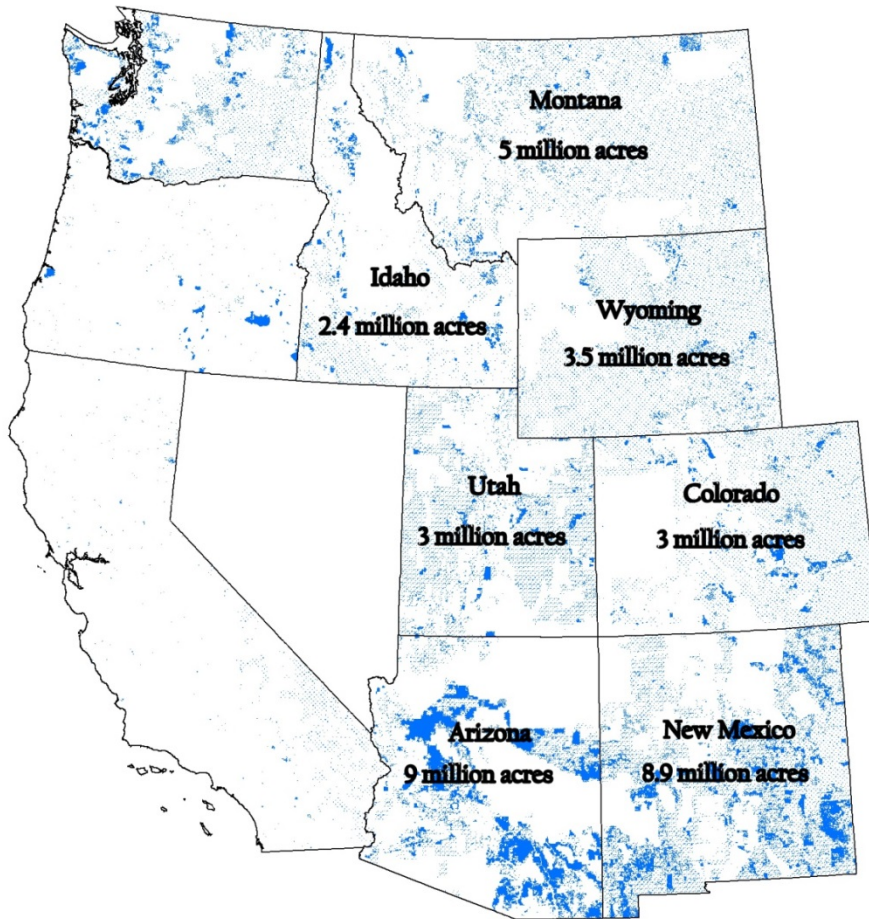 Montana
5 million acres
Idaho
2.4 million acres
Wyoming
3.5 million acres
Utah
3 million acres
Colorado
3 million acres
Arizona
9 million acres
New Mexico
8.9 million acres